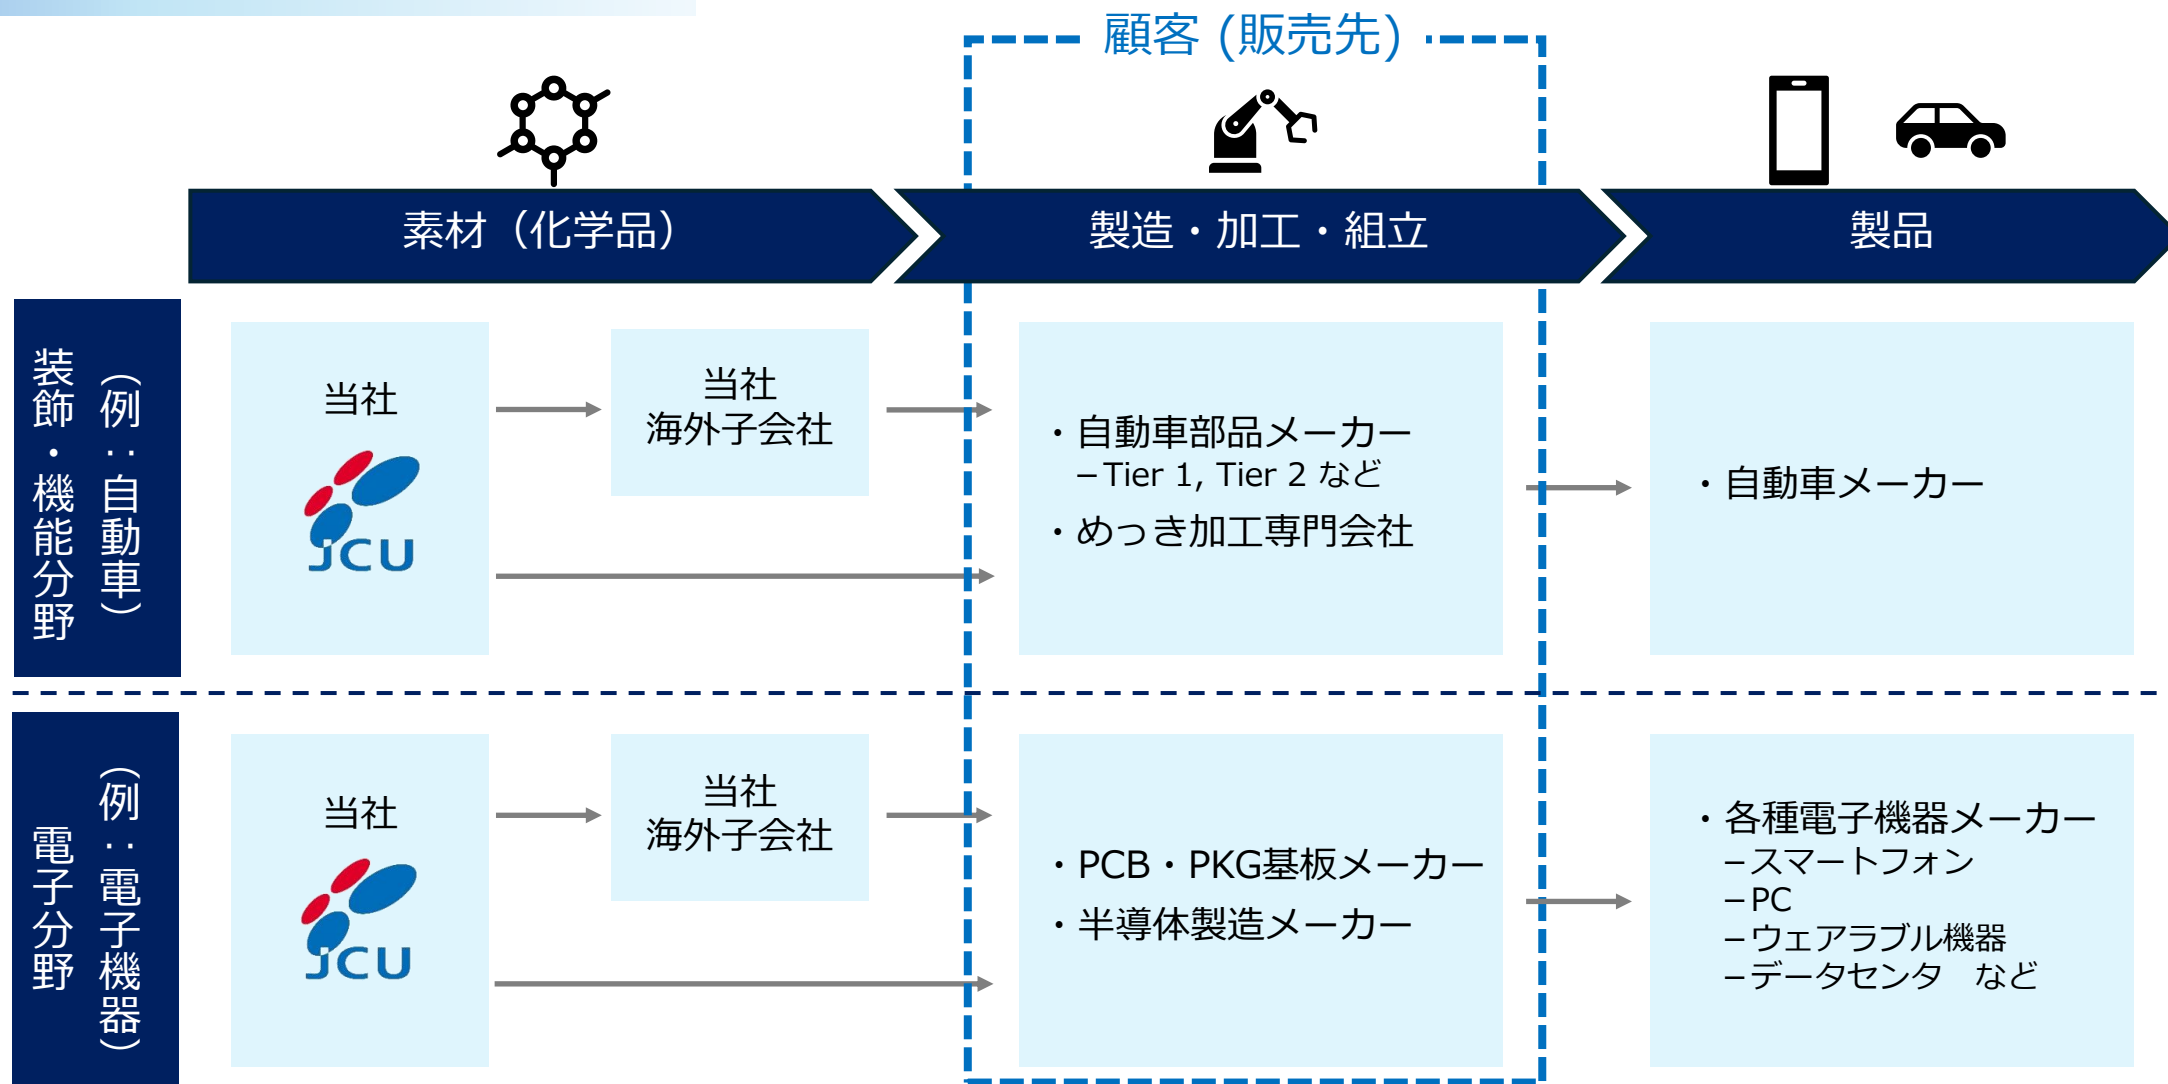 顧客 (販売先)
素材（化学品）
製造・加工・組立
製品
装飾・機能分野
（例：自動車）
当社
JCU
当社
海外子会社
・自動車部品メーカー
－Tier 1, Tier 2 など
・めっき加工専門会社
・自動車メーカー
電子分野
（例：電子機器）
当社
JCU
当社
海外子会社
・PCB・PKG基板メーカー
・半導体製造メーカー
・各種電子機器メーカー
－スマートフォン
－PC
－ウェアラブル機器
－データセンタ　など